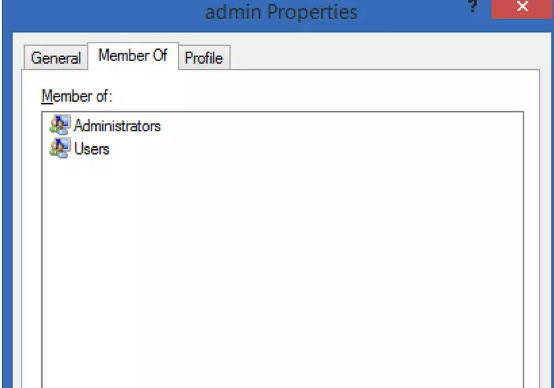 admin Properties
?
General Member Of Profile
Member of:
Administrators
Users